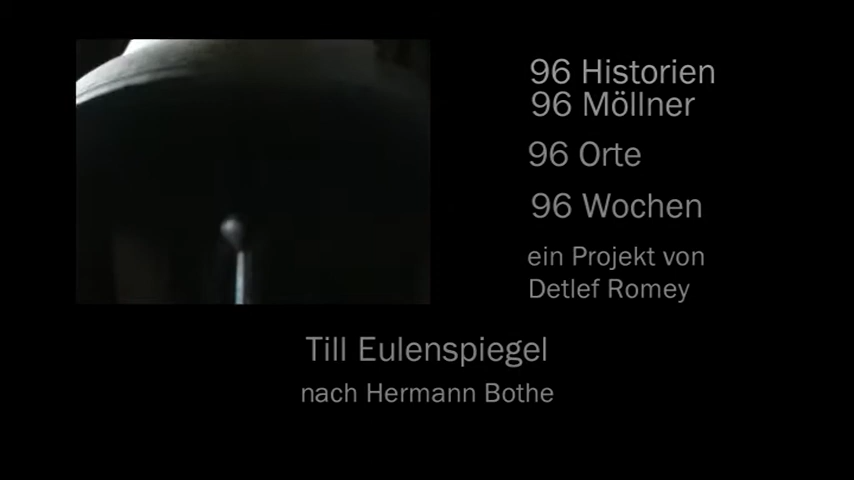 96 Historien
96 Möllner
96 Orte
96 Wochen
ein Projekt von
Detlef Romey
Till Eulenspiegel
nach Hermann Bothe